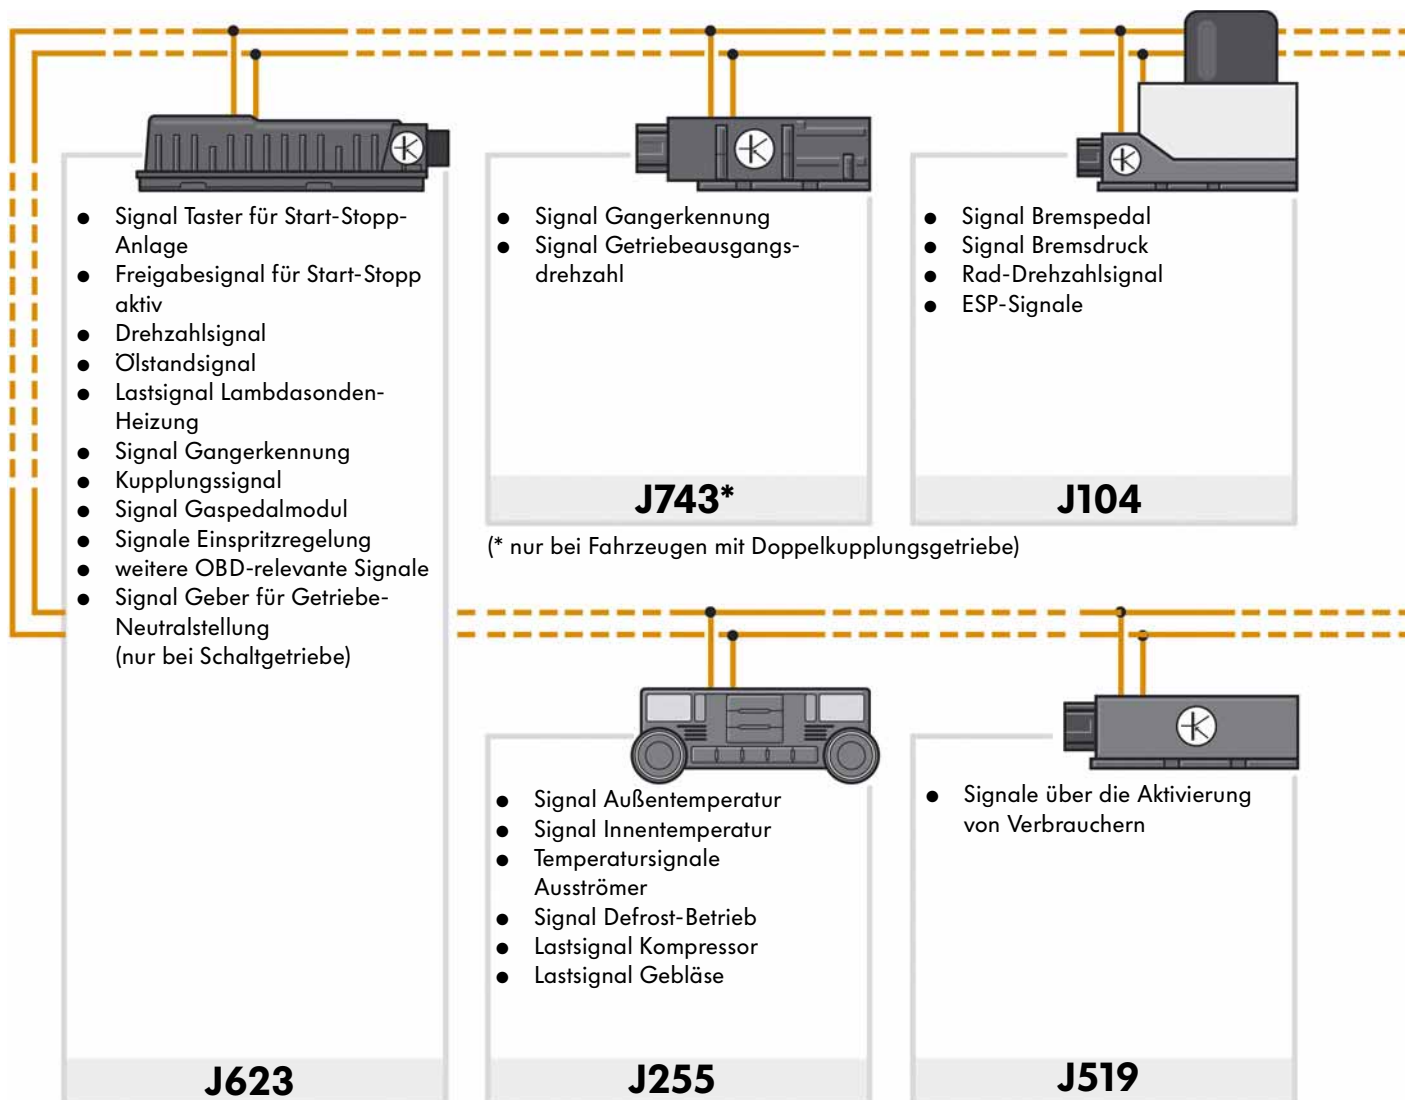 Signal Taster für Start-Stopp-
Anlage
Freigabesignal für Start-Stopp
aktiv
Drehzahlsignal
Ölstandsignal
Lastsignal Lambdasonden-
Heizung
Signal Gangerkennung
Kupplungssignal
Signal Gaspedalmodul
Signale Einspritzregelung
weitere OBD-relevante Signale
Signal Geber für Getriebe-
Neutralstellung
(nur bei Schaltgetriebe)
J623
Signal Gangerkennung
Signal Getriebeausgangs-
drehzahl
J743*
(* nur bei Fahrzeugen mit Doppelkupplungsgetriebe)
Signal Bremspedal
Signal Bremsdruck
Rad-Drehzahlsignal
ESP-Signale
J104
Signal Außentemperatur
Signal Innentemperatur
Temperatursignale
Ausströmer
Signal Defrost-Betrieb
Lastsignal Kompressor
Lastsignal Gebläse
J255
Signale über die Aktivierung
von Verbrauchern
J519